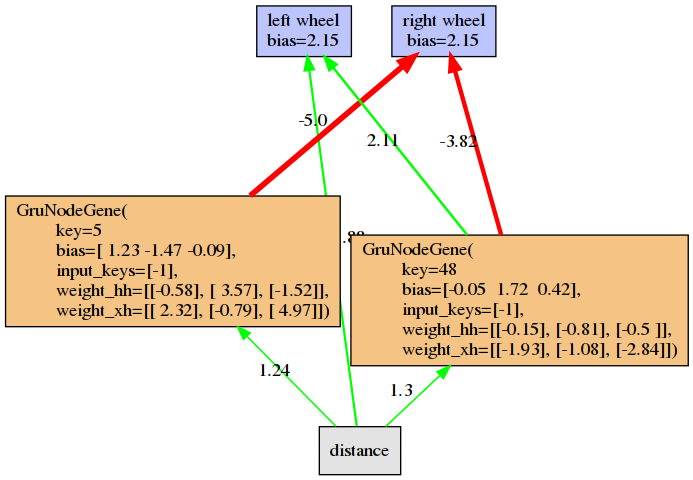 left wheel
bias=2.15
right wheel
bias=2.15
-5.0
2.11
-3.82
GruNodeGene(
key=5
bias=[ 1.23 -1.47 -0.09],
input_keys=[-1],
weight_hh=[[-0.58], [ 3.57], [-1.52]],
weight_xh=[[ 2.32], [-0.79], [ 4.97]])
GruNodeGene(
key=48
bias=[-0.05  1.72  0.42],
input_keys=[-1],
weight_hh=[[-0.15], [-0.81], [-0.5 ]],
weight_xh=[[-1.93], [-1.08], [-2.84]])
1.24
1.3
distance